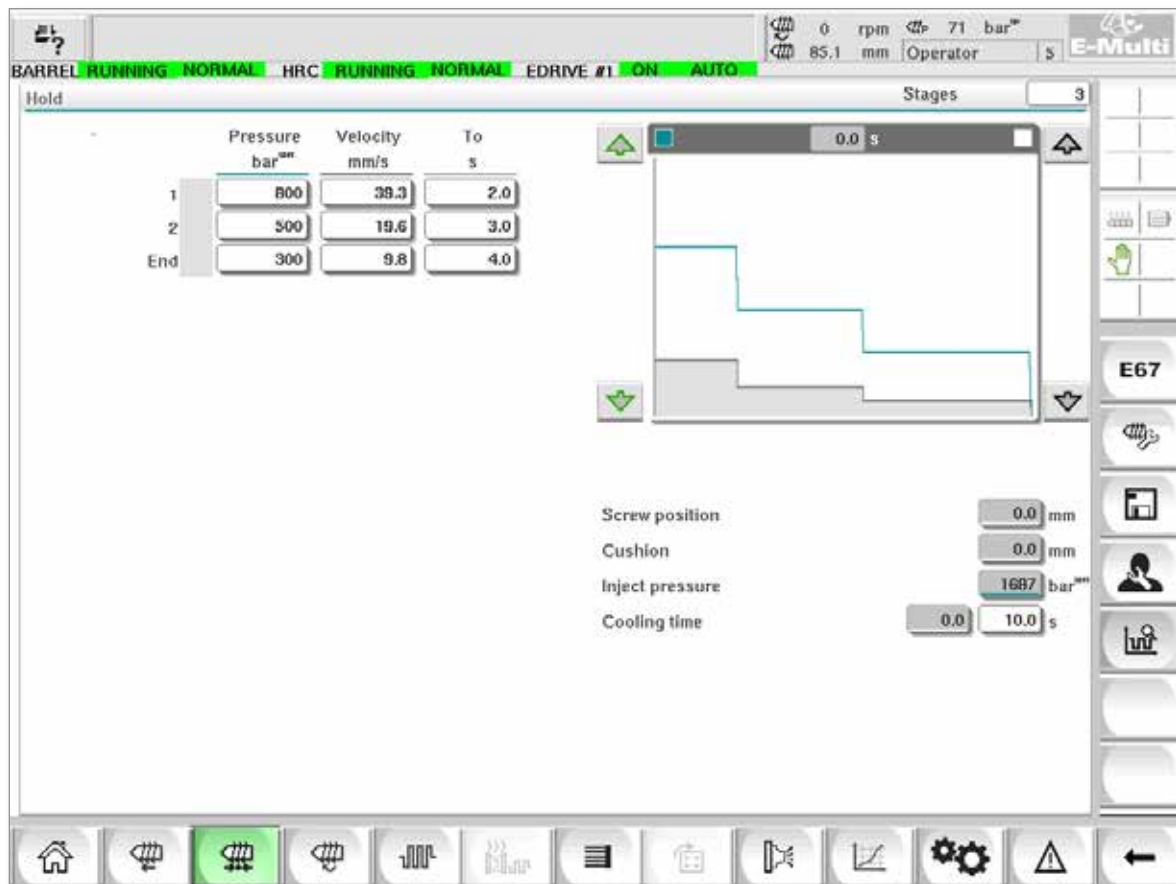 0 rpm 71 bar
E-Multi
85.1 mm Operator S
BARREL RUNNING NORMAL HRC RUNNING NORMAL EDRIVE #1 ON AUTO
Hold Stages 3
Pressure Velocity To
bar mm/s s
0.0 s
1 800 39.3 2.0
2 500 19.6 3.0
End 300 9.8 4.0
E67
Screw position 0.0 mm
Cushion 0.0 mm
Inject pressure 1687 bar
Cooling time 0.0 10.0 s